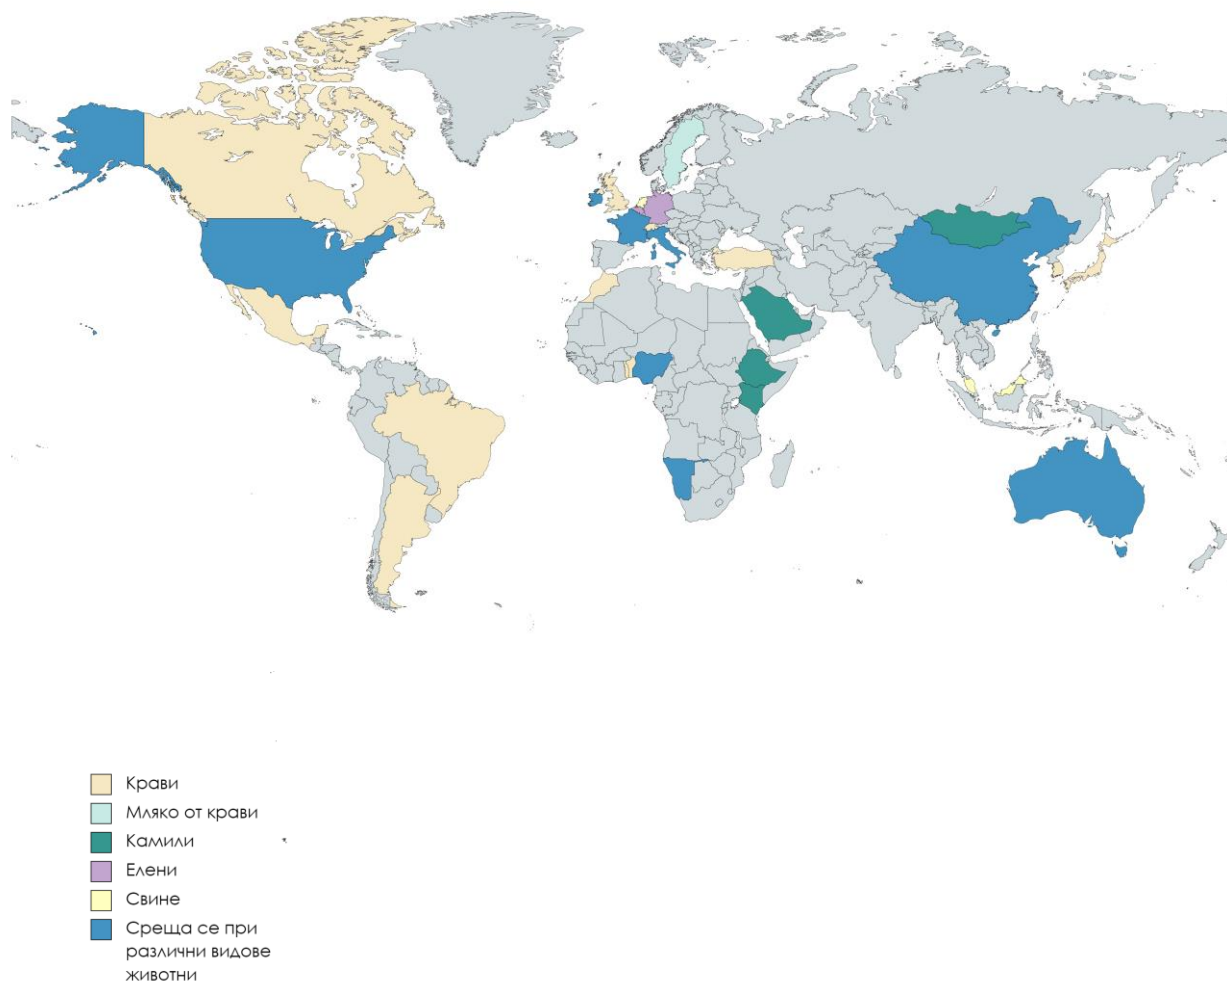 Крави
Мляко от крави
Камили
Елени
Свине
Среща се при
различни видове
животни